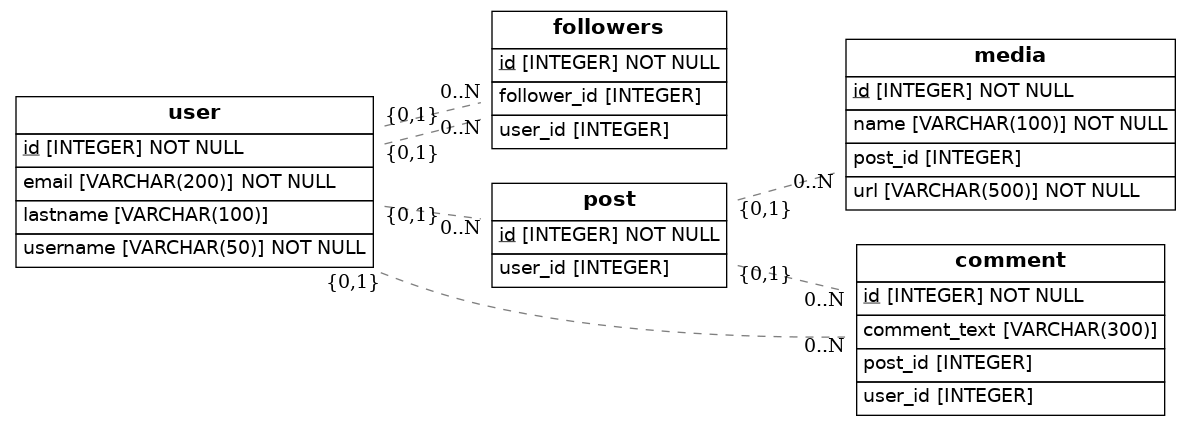 user
id [INTEGER] NOT NULL
email [VARCHAR(200)] NOT NULL
lastname [VARCHAR(100)]
username [VARCHAR(50)] NOT NULL
followers
id [INTEGER] NOT NULL
follower_id [INTEGER]
user_id [INTEGER]
post
id [INTEGER] NOT NULL
user_id [INTEGER]
media
id [INTEGER] NOT NULL
name [VARCHAR(100)] NOT NULL
post_id [INTEGER]
url [VARCHAR(500)] NOT NULL
comment
id [INTEGER] NOT NULL
comment_text [VARCHAR(300)]
post_id [INTEGER]
user_id [INTEGER]
0..N
{0,1}
0..N
{0,1}
{0,1}
0..N
{0,1}
0..N
0..N
{0,1}
{0,1}
0..N